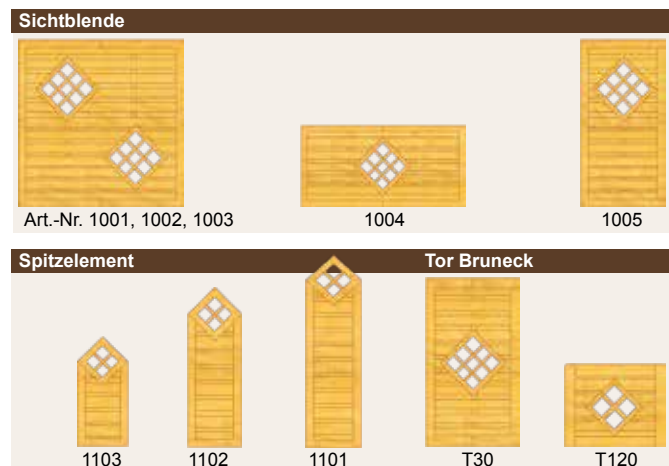 Sichtblende
Art.-Nr. 1001, 1002, 1003 1004 1005
Spitzelement Tor Bruneck
1103 1102 1101 T30 T120